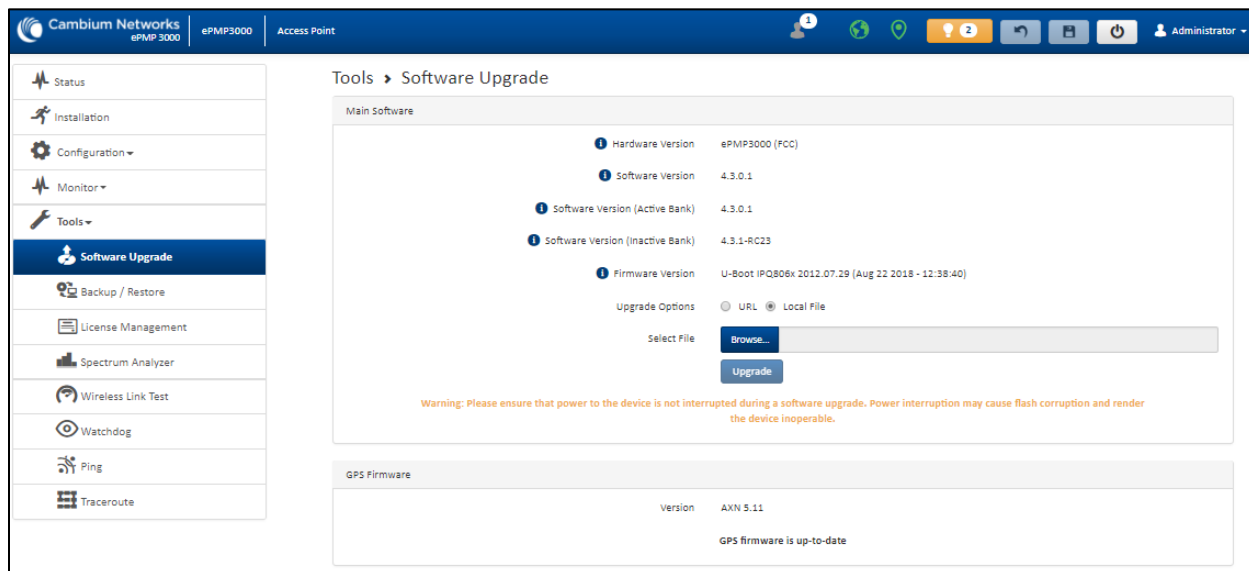 Cambium Networks
ePMP 3000
ePMP3000
Access Point
1
2
Administrator
Status
Installation
Configuration
Monitor
Tools
Software Upgrade
Backup / Restore
License Management
Spectrum Analyzer
Wireless Link Test
Watchdog
Ping
Traceroute
Tools > Software Upgrade
Main Software
Hardware Version ePMP3000 (FCC)
Software Version 4.3.0.1
Software Version (Active Bank) 4.3.0.1
Software Version (Inactive Bank) 4.3.1-RC23
Firmware Version U-Boot IPQ806x 2012.07.29 (Aug 22 2018 - 12:38:40)
Upgrade Options URL Local File
Select File Browse...
Upgrade
Warning: Please ensure that power to the device is not interrupted during a software upgrade. Power interruption may cause flash corruption and render
the device inoperable.
GPS Firmware
Version AXN 5.11
GPS firmware is up-to-date